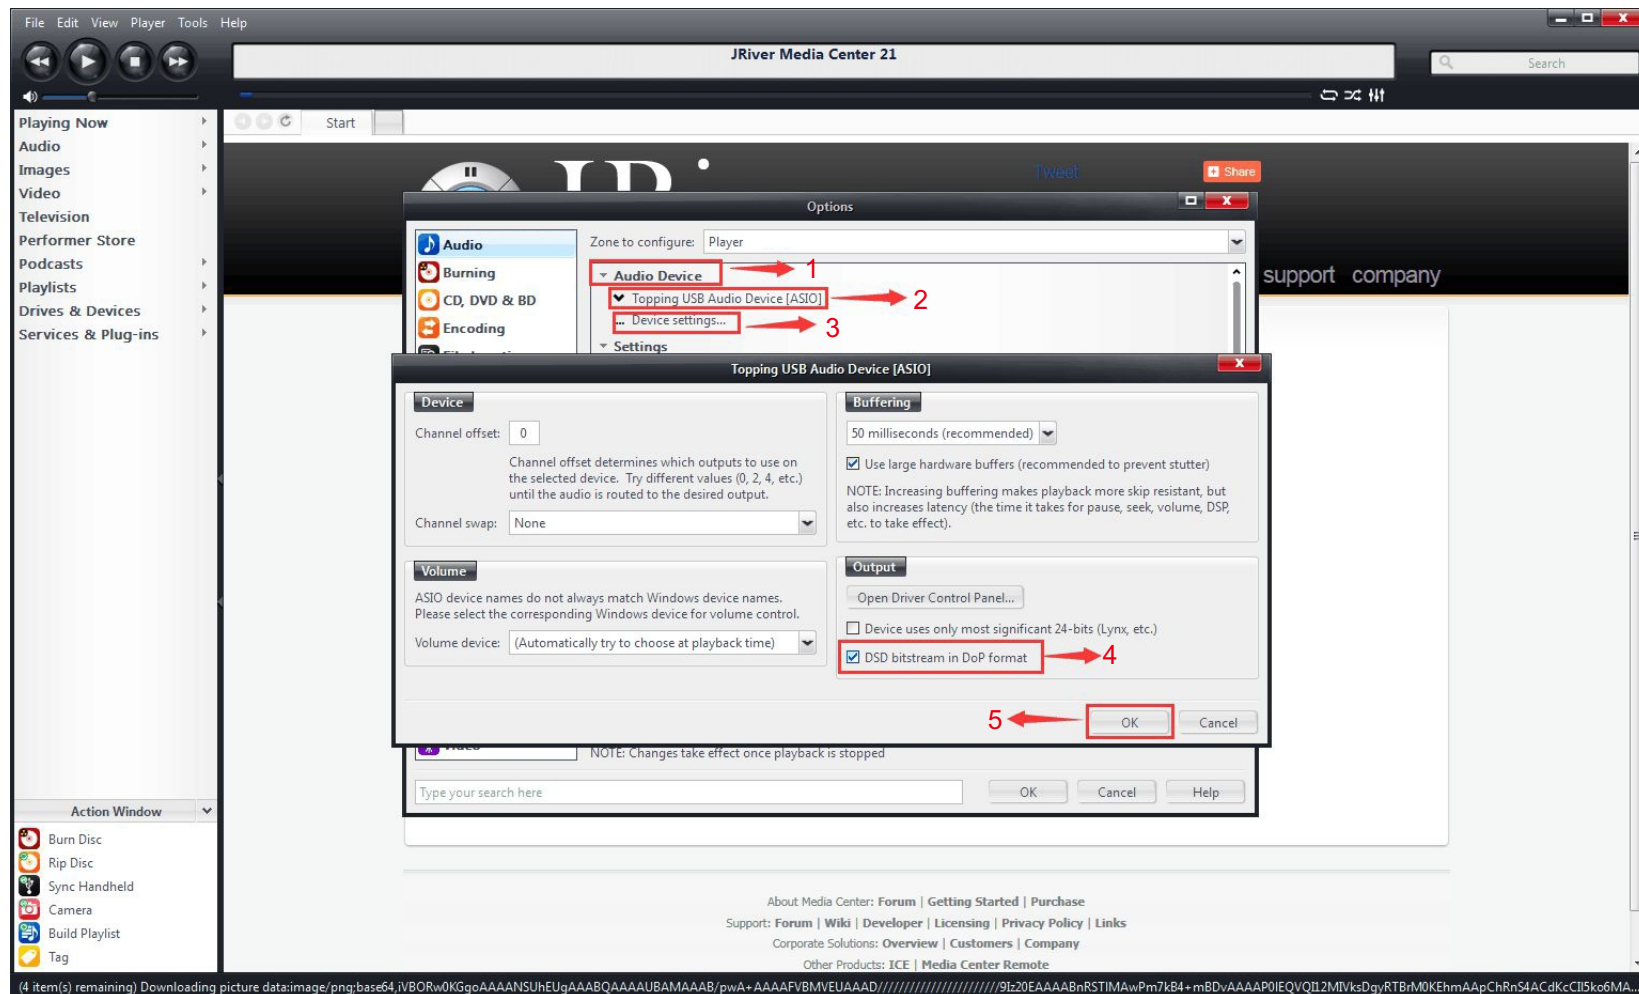 File Edit View Player Tools Help
JRiver Media Center 21
Search
Playing Now
Audio
Images
Video
Television
Performer Store
Podcasts
Playlists
Drives & Devices
Services & Plug-ins
Start
Tweet
Share
support company
Options
Audio
Burning
CD, DVD & BD
Encoding
Zone to configure: Player
Audio Device 1
Topping USB Audio Device [ASIO] 2
... Device settings... 3
Settings
Topping USB Audio Device [ASIO]
Device
Channel offset: 0
Channel offset determines which outputs to use on
the selected device. Try different values (0, 2, 4, etc.)
until the audio is routed to the desired output.
Channel swap: None
Volume
ASIO device names do not always match Windows device names.
Please select the corresponding Windows device for volume control.
Volume device: (Automatically try to choose at playback time)
Buffering
50 milliseconds (recommended)
Use large hardware buffers (recommended to prevent stutter)
NOTE: Increasing buffering makes playback more skip resistant, but
also increases latency (the time it takes for pause, seek, volume, DSP,
etc. to take effect).
Output
Open Driver Control Panel...
Device uses only most significant 24-bits (Lynx, etc.)
DSD bitstream in DoP format 4
5 OK Cancel
NOTE: Changes take effect once playback is stopped
Type your search here
OK Cancel Help
Action Window
Burn Disc
Rip Disc
Sync Handheld
Camera
Build Playlist
Tag
About Media Center: Forum | Getting Started | Purchase
Support: Forum | Wiki | Developer | Licensing | Privacy Policy | Links
Corporate Solutions: Overview | Customers | Company
Other Products: ICE | Media Center Remote
(4 item(s) remaining) Downloading picture data:image/png;base64,